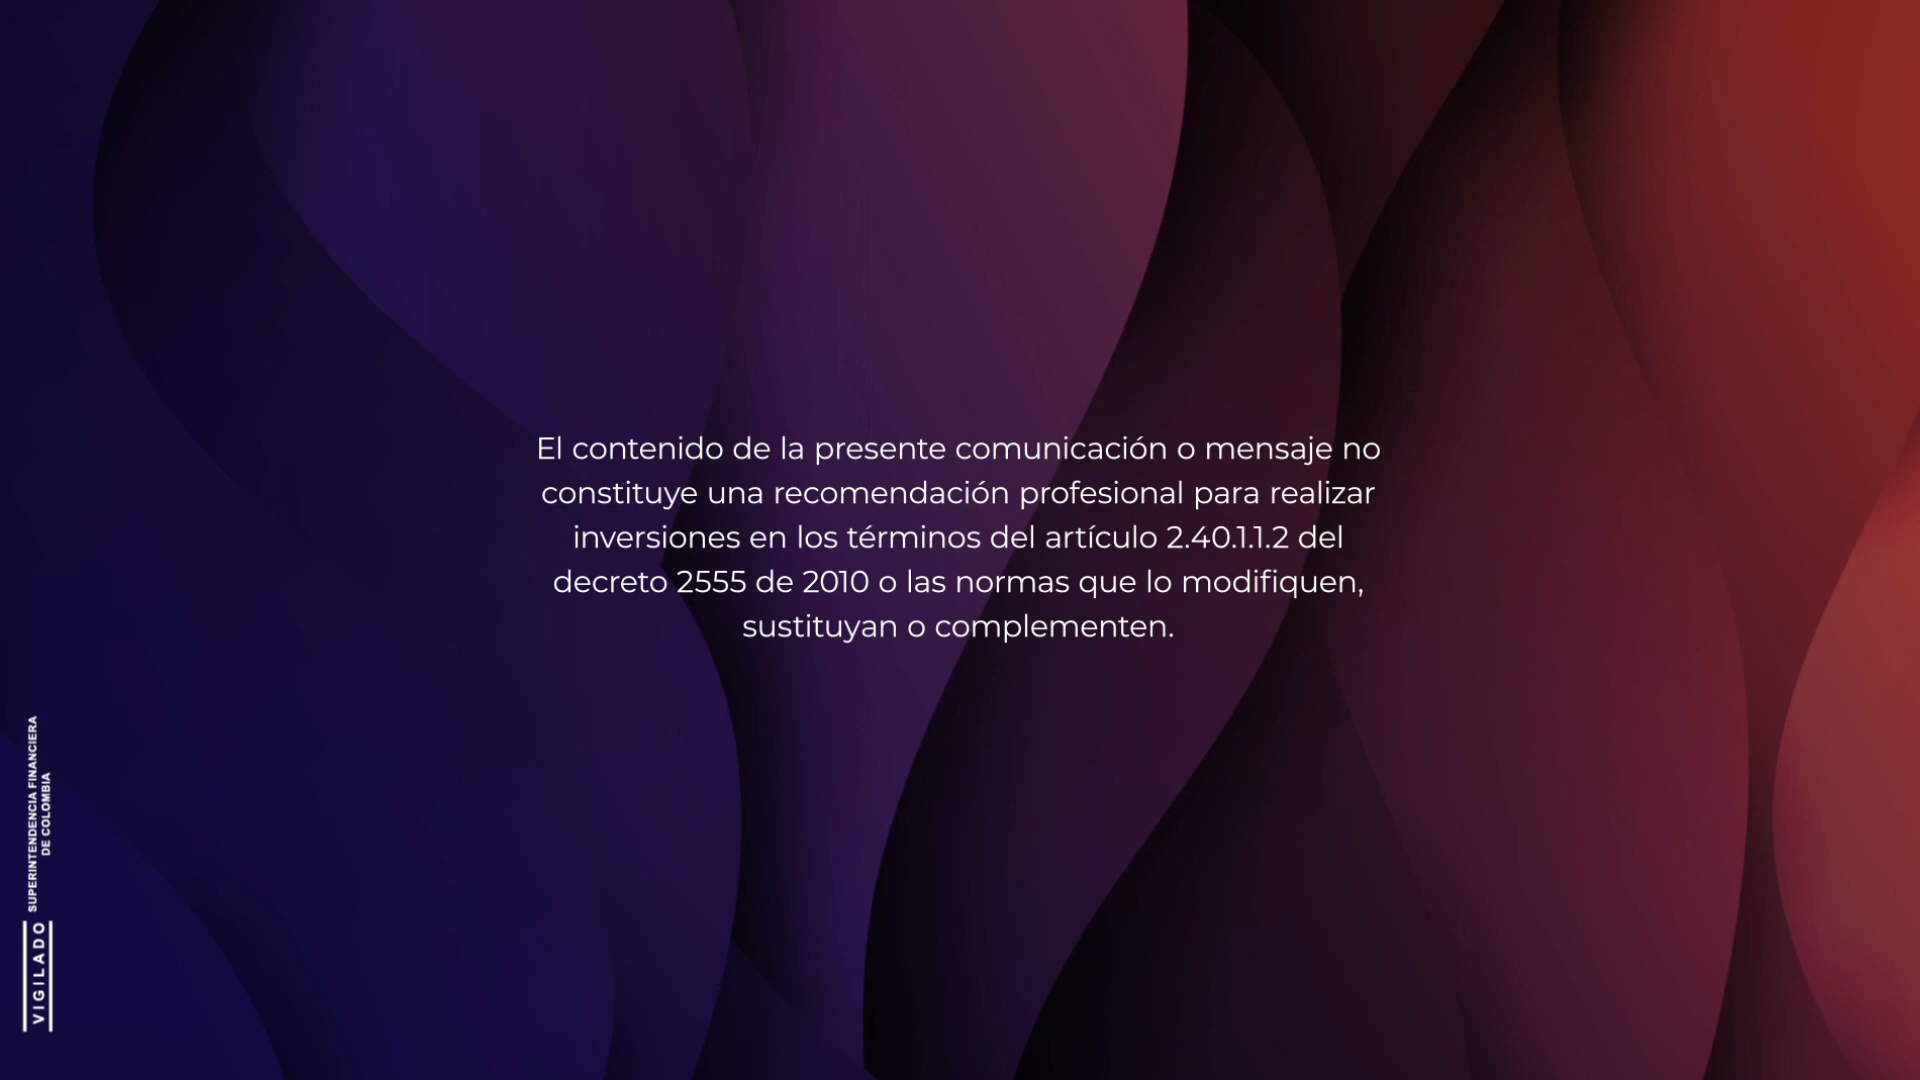 El contenido de la presente comunicación o mensaje no
constituye una recomendación profesional para realizar
inversiones en los términos del artículo 2.40.1.1.2 del
decreto 2555 de 2010 o las normas que lo modifiquen,
sustituyan o complementen.
VIGILADO
SUPERINTENDENCIA FINANCIERA
DE COLOMBIA